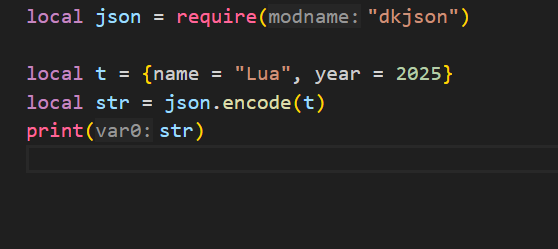 local json = require(modname: "dkjson")
local t = {name = "Lua", year = 2025}
local str = json.encode(t)
print(var0: str)